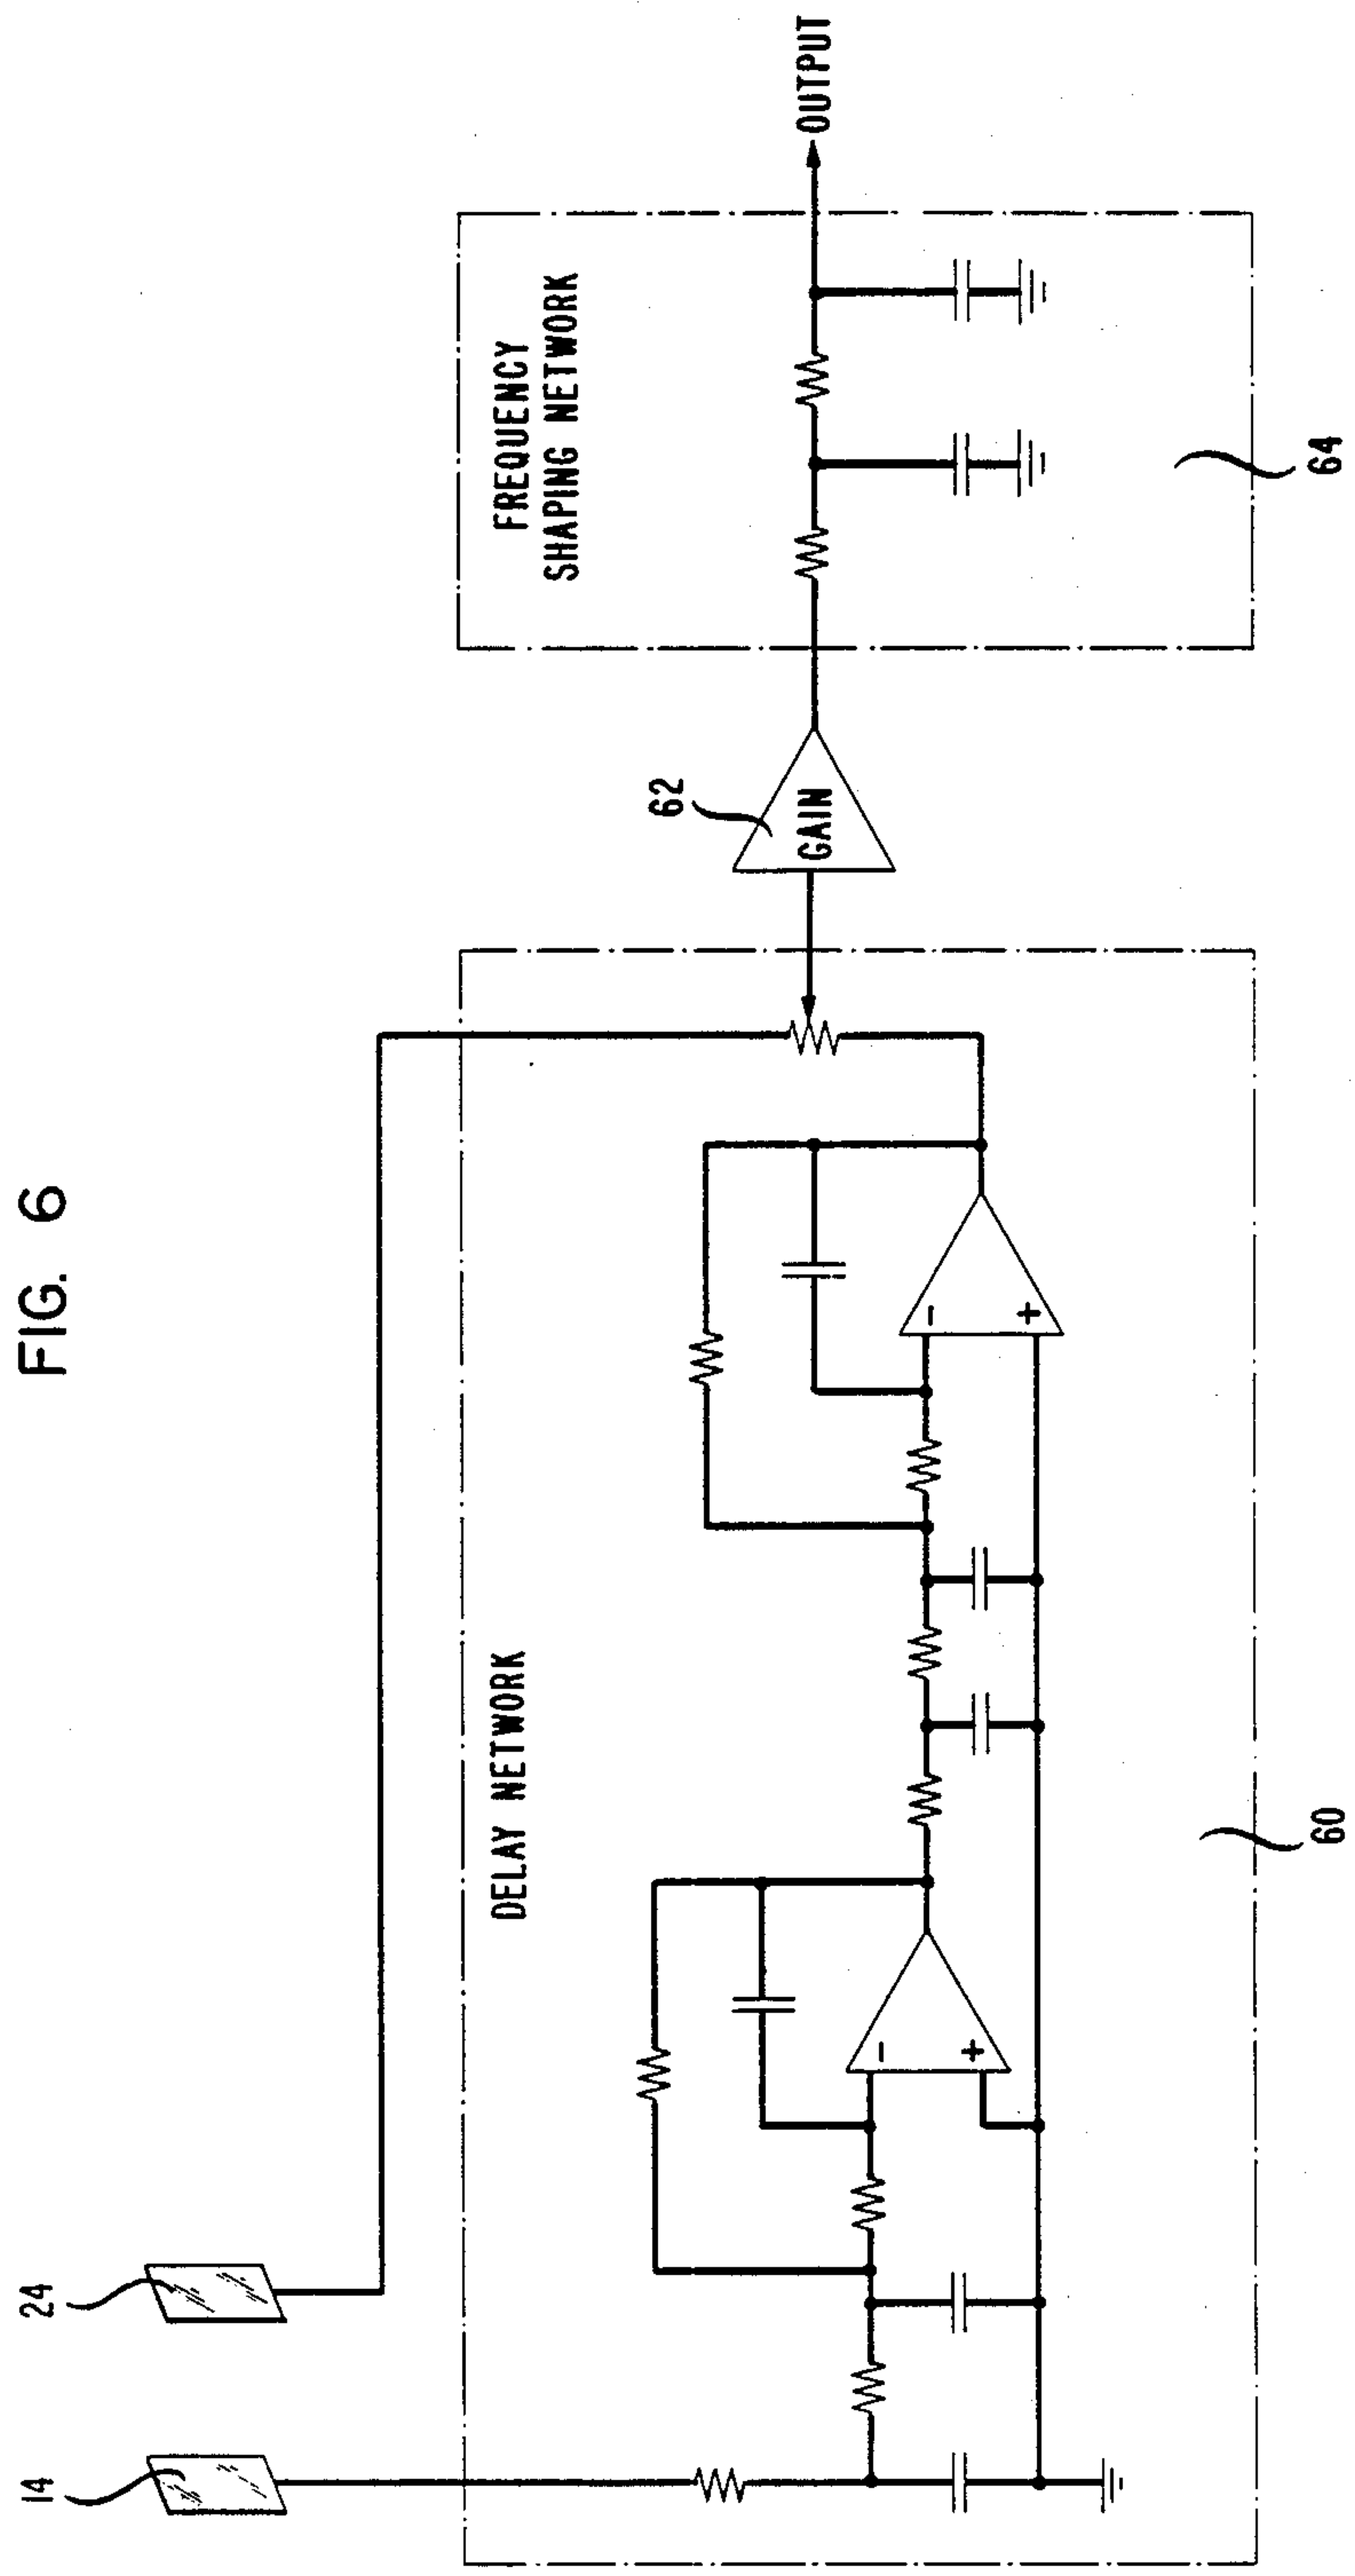 FIG. 6
14
24
DELAY NETWORK
-
+
-
+
60
62
GAIN
FREQUENCY
SHAPING NETWORK
64
OUTPUT